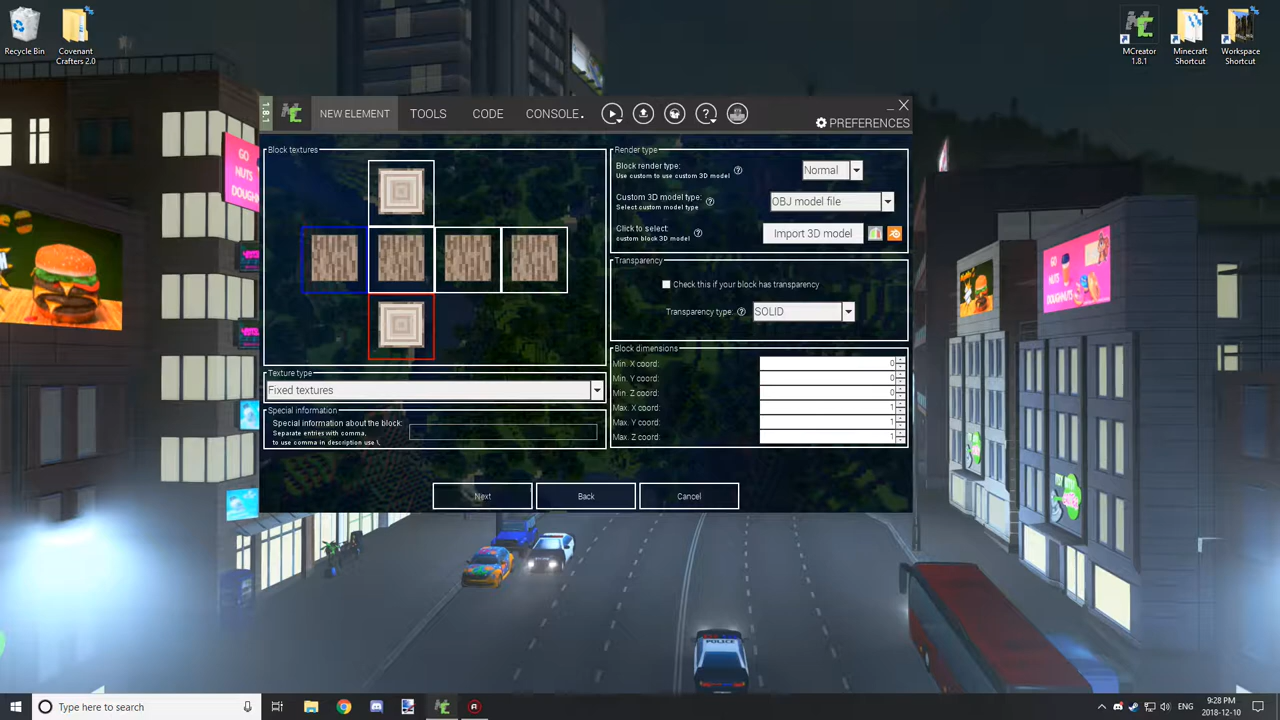 Recycle Bin
Covenant
Crafters 2.0
MCreator
1.8.1
Minecraft
Shortcut
Workspace
Shortcut
1.8.1
NEW ELEMENT
TOOLS
CODE
CONSOLE.
PREFERENCES
Block textures
Texture type
Fixed textures
Special information
Special information about the block:
Separate entries with comma,
to use comma in description use \,
Render type
Block render type:
Use custom to use custom 3D model
Normal
Custom 3D model type:
Select custom model type
OBJ model file
Click to select:
custom block 3D model
Import 3D model
Transparency
Check this if your block has transparency
Transparency type:
SOLID
Block dimensions
Min. X coord: 0
Min. Y coord: 0
Min. Z coord: 0
Max. X coord: 1
Max. Y coord: 1
Max. Z coord: 1
Next
Back
Cancel
GO
NUTS
GO
NUTS
DOUGHNUTS
POLICE
Type here to search
ENG
9:28 PM
2018-12-10